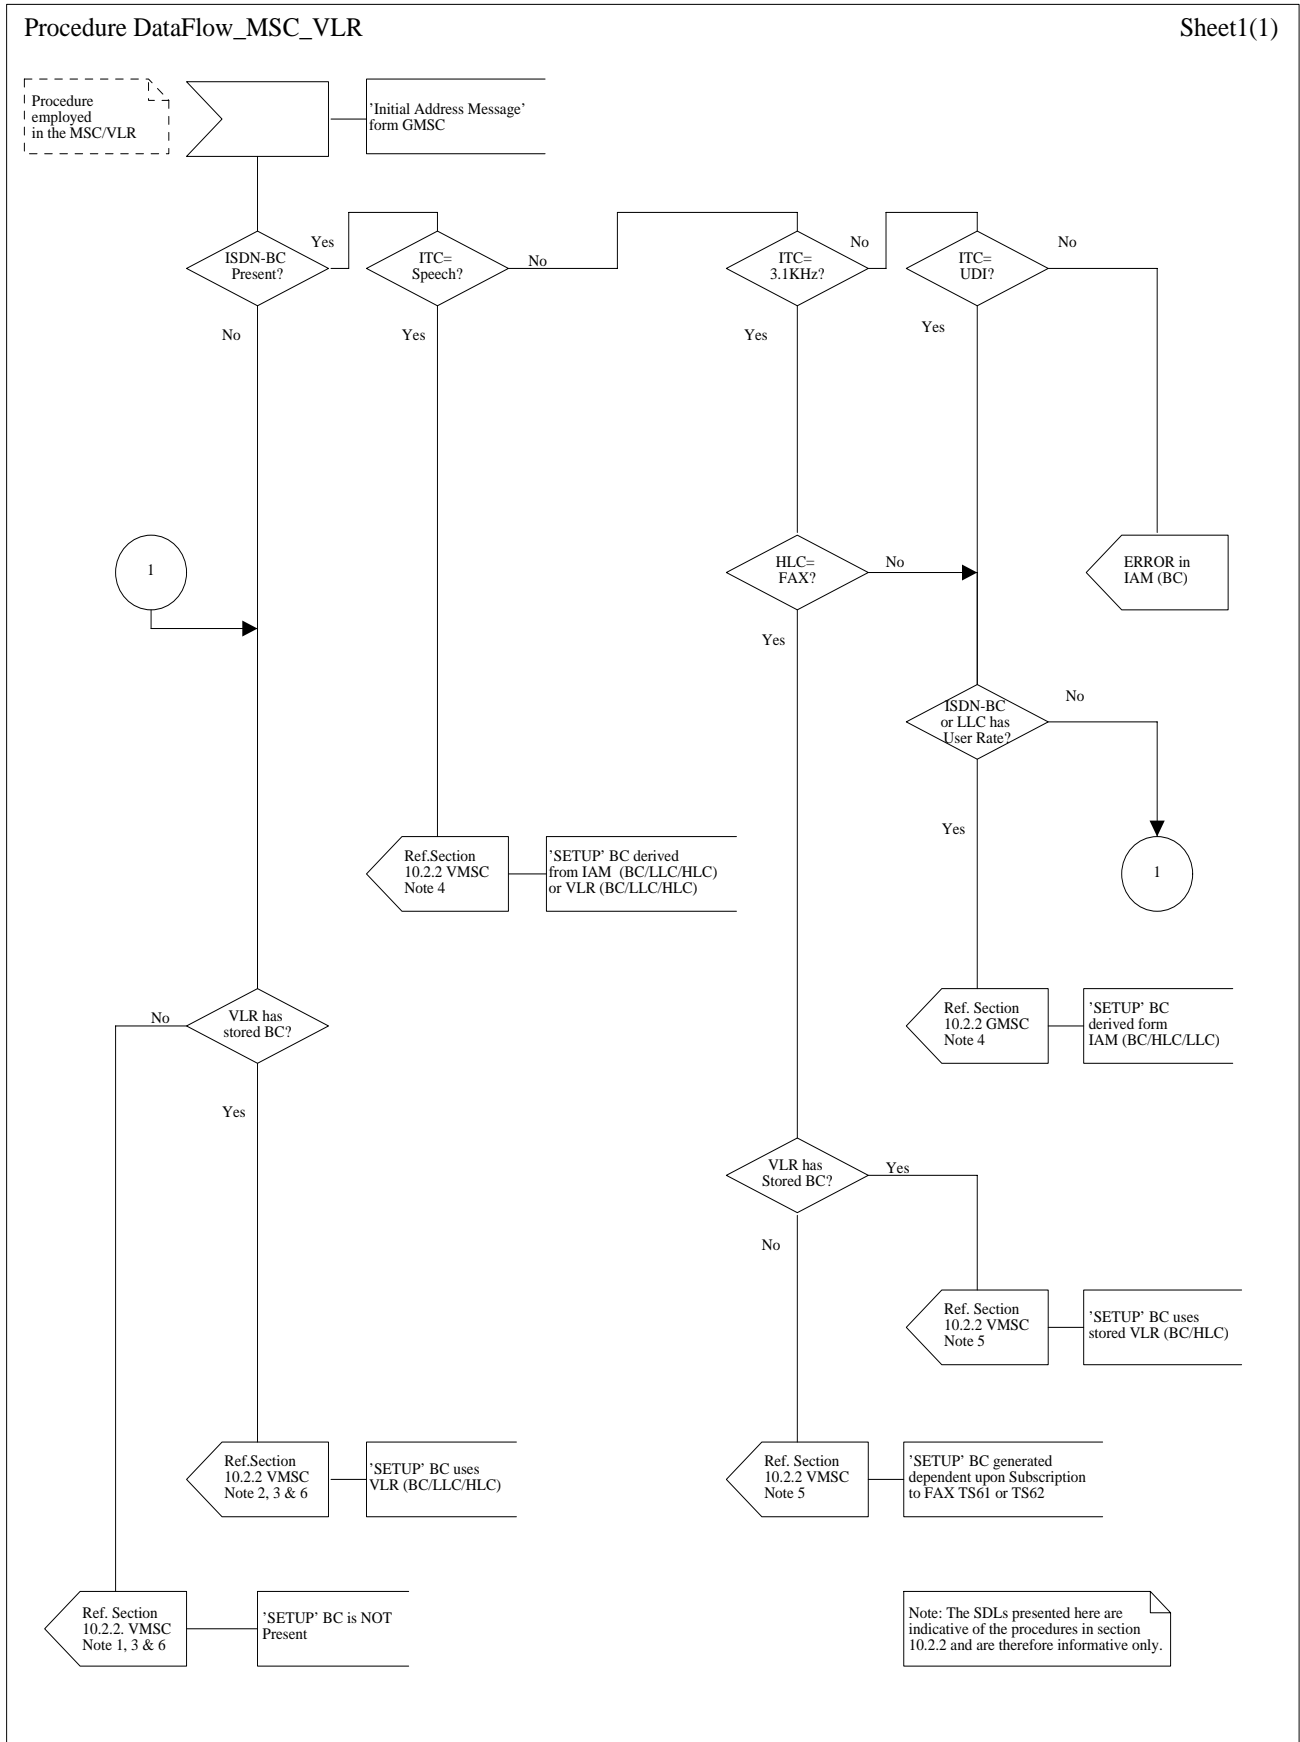 Procedure DataFlow_MSC_VLR
Sheet1(1)
Procedure
employed
in the MSC/VLR
'Initial Address Message'
form GMSC
ISDN-BC
Present?
Yes
No
ITC=
Speech?
No
Yes
ITC=
3.1KHz?
No
Yes
ITC=
UDI?
No
Yes
1
HLC=
FAX?
No
Yes
ERROR in
IAM (BC)
ISDN-BC
or LLC has
User Rate?
No
Yes
Ref.Section
10.2.2 VMSC
Note 4
'SETUP' BC derived
from IAM (BC/LLC/HLC)
or VLR (BC/LLC/HLC)
1
VLR has
stored BC?
No
Yes
Ref. Section
10.2.2 GMSC
Note 4
'SETUP' BC
derived form
IAM (BC/HLC/LLC)
VLR has
Stored BC?
Yes
No
Ref. Section
10.2.2 VMSC
Note 5
'SETUP' BC uses
stored VLR (BC/HLC)
Ref.Section
10.2.2 VMSC
Note 2, 3 & 6
'SETUP' BC uses
VLR (BC/LLC/HLC)
Ref. Section
10.2.2 VMSC
Note 5
'SETUP' BC generated
dependent upon Subscription
to FAX TS61 or TS62
Ref. Section
10.2.2. VMSC
Note 1, 3 & 6
'SETUP' BC is NOT
Present
Note: The SDLs presented here are
indicative of the procedures in section
10.2.2 and are therefore informative only.